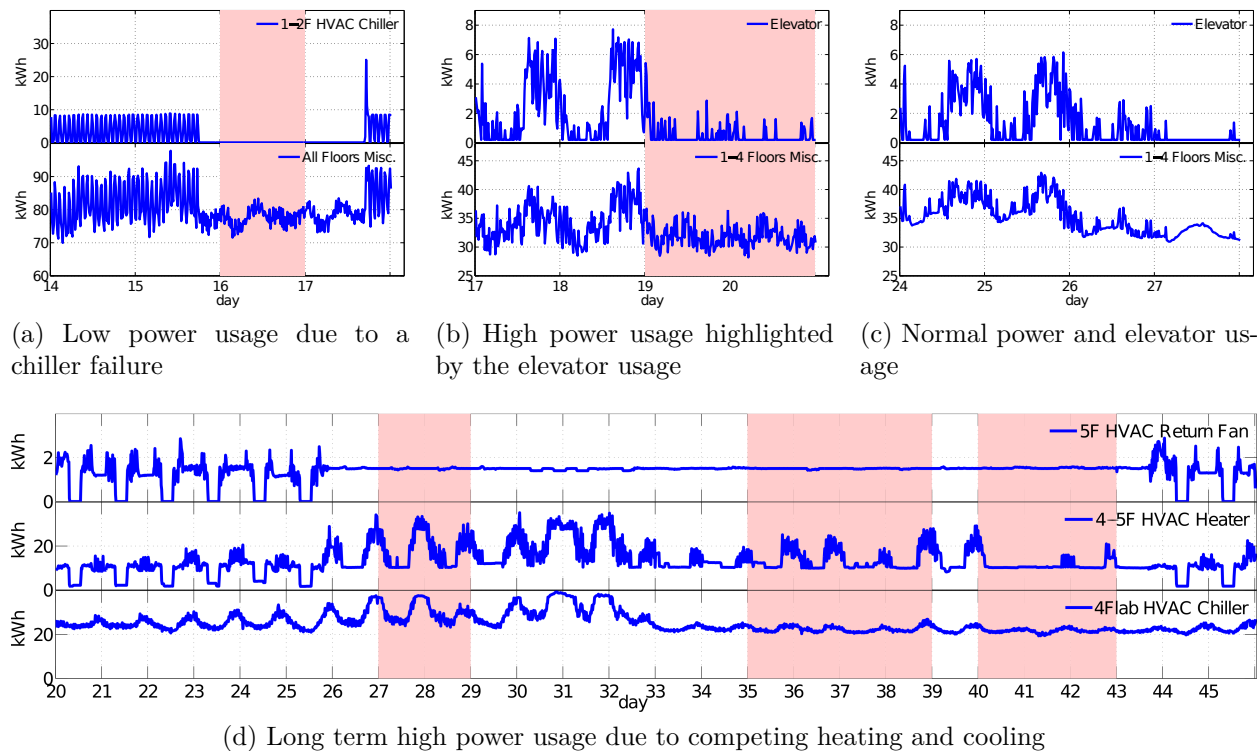 1−2F HVAC Chiller
30
20
10
0
kWh
All Floors Misc.
90
80
70
60
kWh
14 15 16 17
day
Elevator
8
6
4
2
0
kWh
1−4 Floors Misc.
45
40
35
30
25
kWh
17 18 19 20
day
Elevator
8
6
4
2
0
kWh
1−4 Floors Misc.
45
40
35
30
25
kWh
24 25 26 27
day
(a) Low power usage due to a
chiller failure
(b) High power usage highlighted
by the elevator usage
(c) Normal power and elevator us-
age
5F HVAC Return Fan
2
0
kWh
4−5F HVAC Heater
20
0
kWh
4Flab HVAC Chiller
20
0
kWh
20 21 22 23 24 25 26 27 28 29 30 31 32 33 34 35 36 37 38 39 40 41 42 43 44 45
day
(d) Long term high power usage due to competing heating and cooling